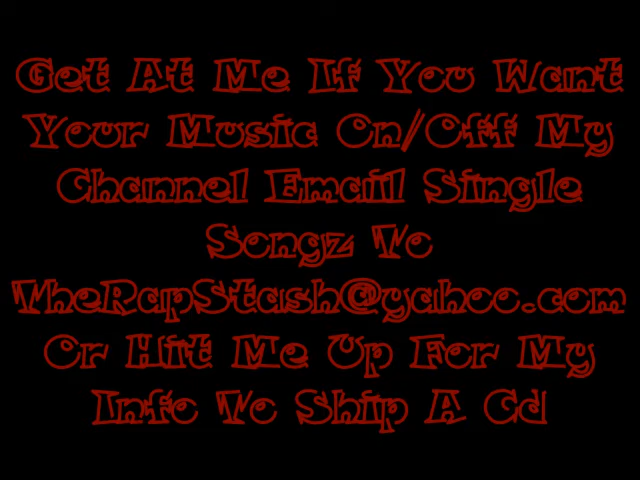 Get At Me If You Want
Your Music On/Off My
Channel Email Single
Songz To
TheRapStash@yahoo.com
Or Hit Me Up For My
Info To Ship A Cd